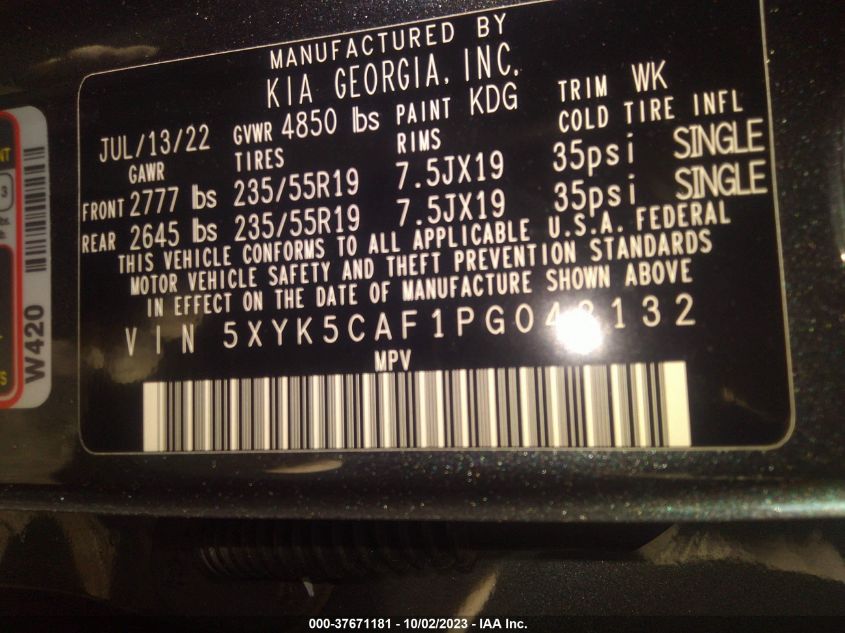 MANUFACTURED BY
KIA GEORGIA, INC.
JUL/13/22 GVWR 4850 lbs PAINT KDG TRIM WK
GAWR TIRES RIMS COLD TIRE INFL
FRONT 2777 lbs 235/55R19 7.5JX19 35psi SINGLE
REAR 2645 lbs 235/55R19 7.5JX19 35psi SINGLE
THIS VEHICLE CONFORMS TO ALL APPLICABLE U.S.A. FEDERAL
MOTOR VEHICLE SAFETY AND THEFT PREVENTION STANDARDS
IN EFFECT ON THE DATE OF MANUFACTURE SHOWN ABOVE
VIN
MPV
W420
000-37671181 - 10/02/2023 - IAA Inc.